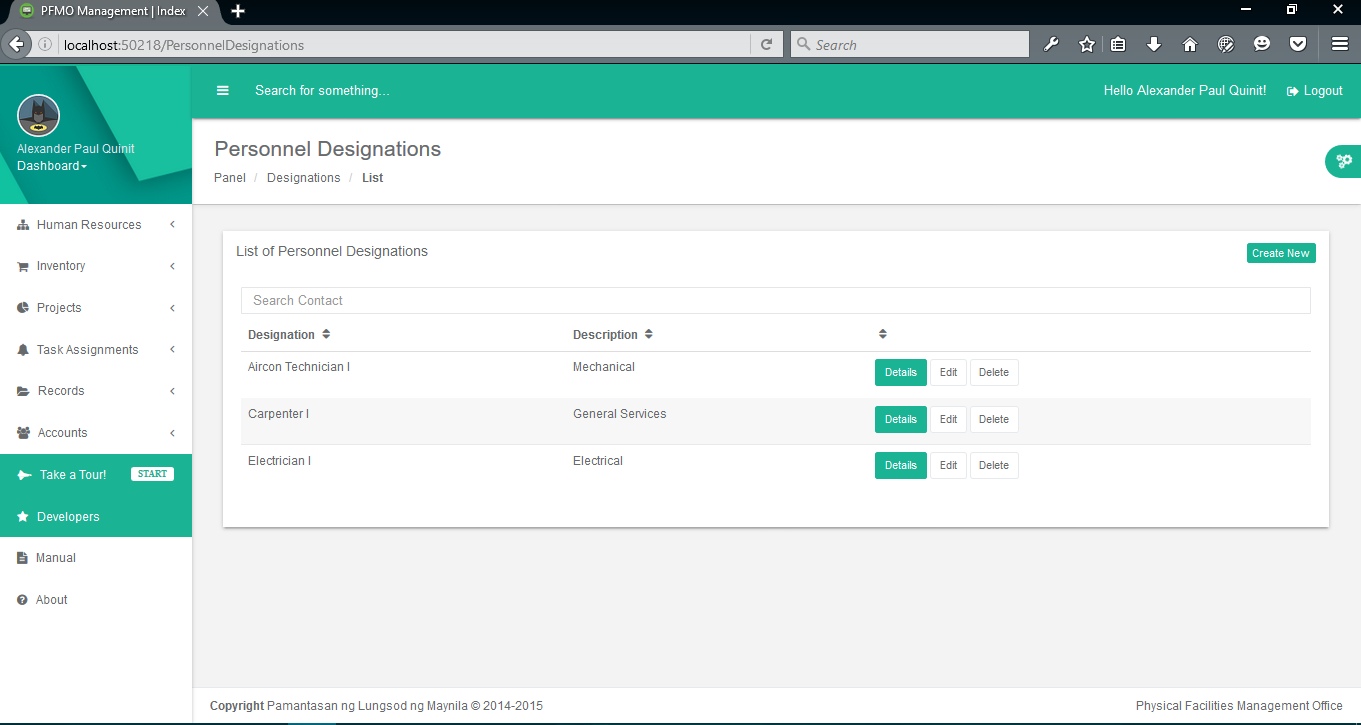 PFMO Management | Index
localhost:50218/PersonnelDesignations
Search
Search for something...
Hello Alexander Paul Quinit!
Logout
Alexander Paul Quinit
Dashboard
Human Resources
Inventory
Projects
Task Assignments
Records
Accounts
Take a Tour! START
Developers
Manual
About
Personnel Designations
Panel / Designations / List
List of Personnel Designations
Create New
Search Contact
Designation Description
Aircon Technician I Mechanical Details Edit Delete
Carpenter I General Services Details Edit Delete
Electrician I Electrical Details Edit Delete
Copyright Pamantasan ng Lungsod ng Maynila © 2014-2015
Physical Facilities Management Office